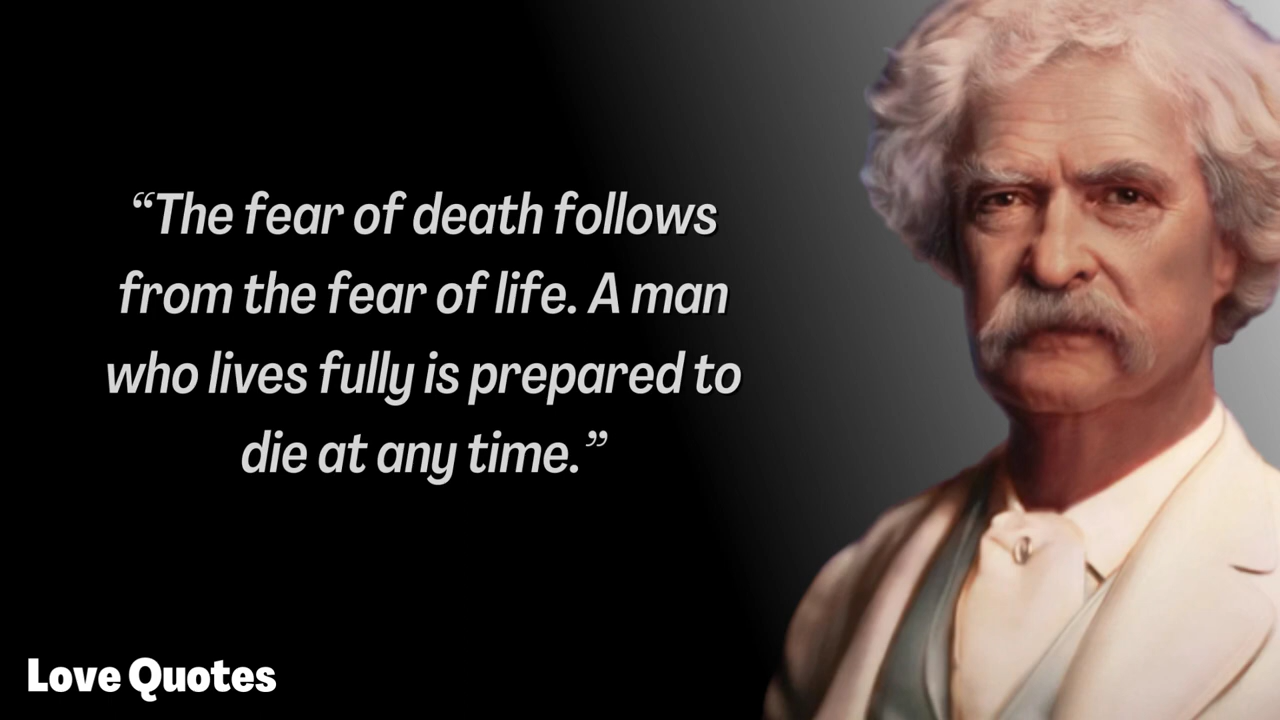 “The fear of death follows
from the fear of life. A man
who lives fully is prepared to
die at any time.”
Love Quotes